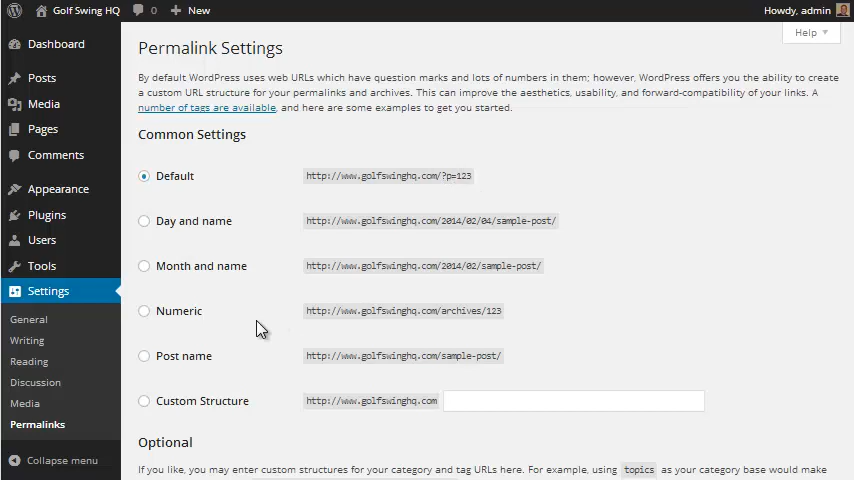 Golf Swing HQ 0 New Howdy, admin
Help
Dashboard
Posts
Media
Pages
Comments
Appearance
Plugins
Users
Tools
Settings
General
Writing
Reading
Discussion
Media
Permalinks
Collapse menu
Permalink Settings
By default WordPress uses web URLs which have question marks and lots of numbers in them; however, WordPress offers you the ability to create
a custom URL structure for your permalinks and archives. This can improve the aesthetics, usability, and forward-compatibility of your links. A
number of tags are available, and here are some examples to get you started.
Common Settings
Default http://www.golfswinghq.com/?p=123
Day and name http://www.golfswinghq.com/2014/02/04/sample-post/
Month and name http://www.golfswinghq.com/2014/02/sample-post/
Numeric http://www.golfswinghq.com/archives/123
Post name http://www.golfswinghq.com/sample-post/
Custom Structure http://www.golfswinghq.com
Optional
If you like, you may enter custom structures for your category and tag URLs here. For example, using topics as your category base would make